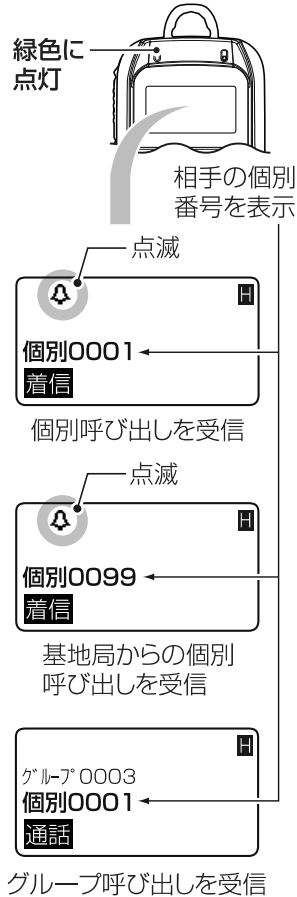 緑色に
点灯
相手の個別
番号を表示
点滅
H
個別0001
着信
個別呼び出しを受信
点滅
H
個別0099
着信
基地局からの個別
呼び出しを受信
H
グループ0003
個別0001
通話
グループ呼び出しを受信